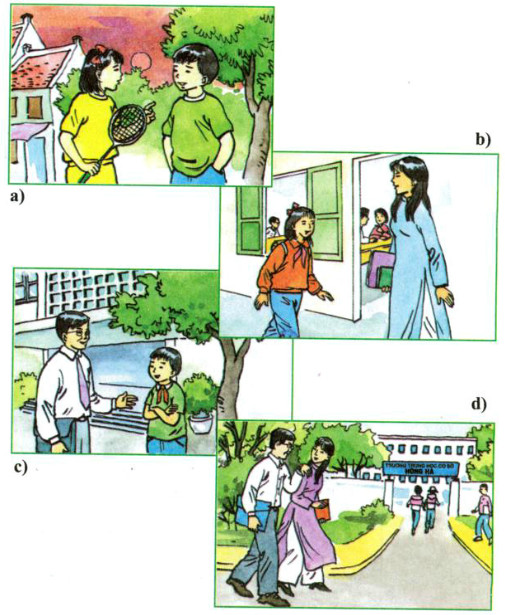 a)
b)
c)
d)
TRƯỜNG TRUNG HỌC CƠ SỞ
HỒNG HÀ